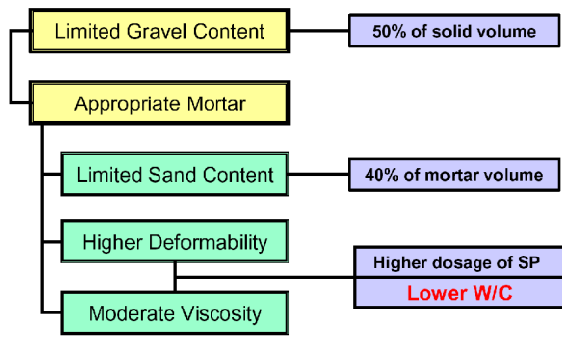 Limited Gravel Content
50% of solid volume
Appropriate Mortar
Limited Sand Content
40% of mortar volume
Higher Deformability
Higher dosage of SP
Lower W/C
Moderate Viscosity